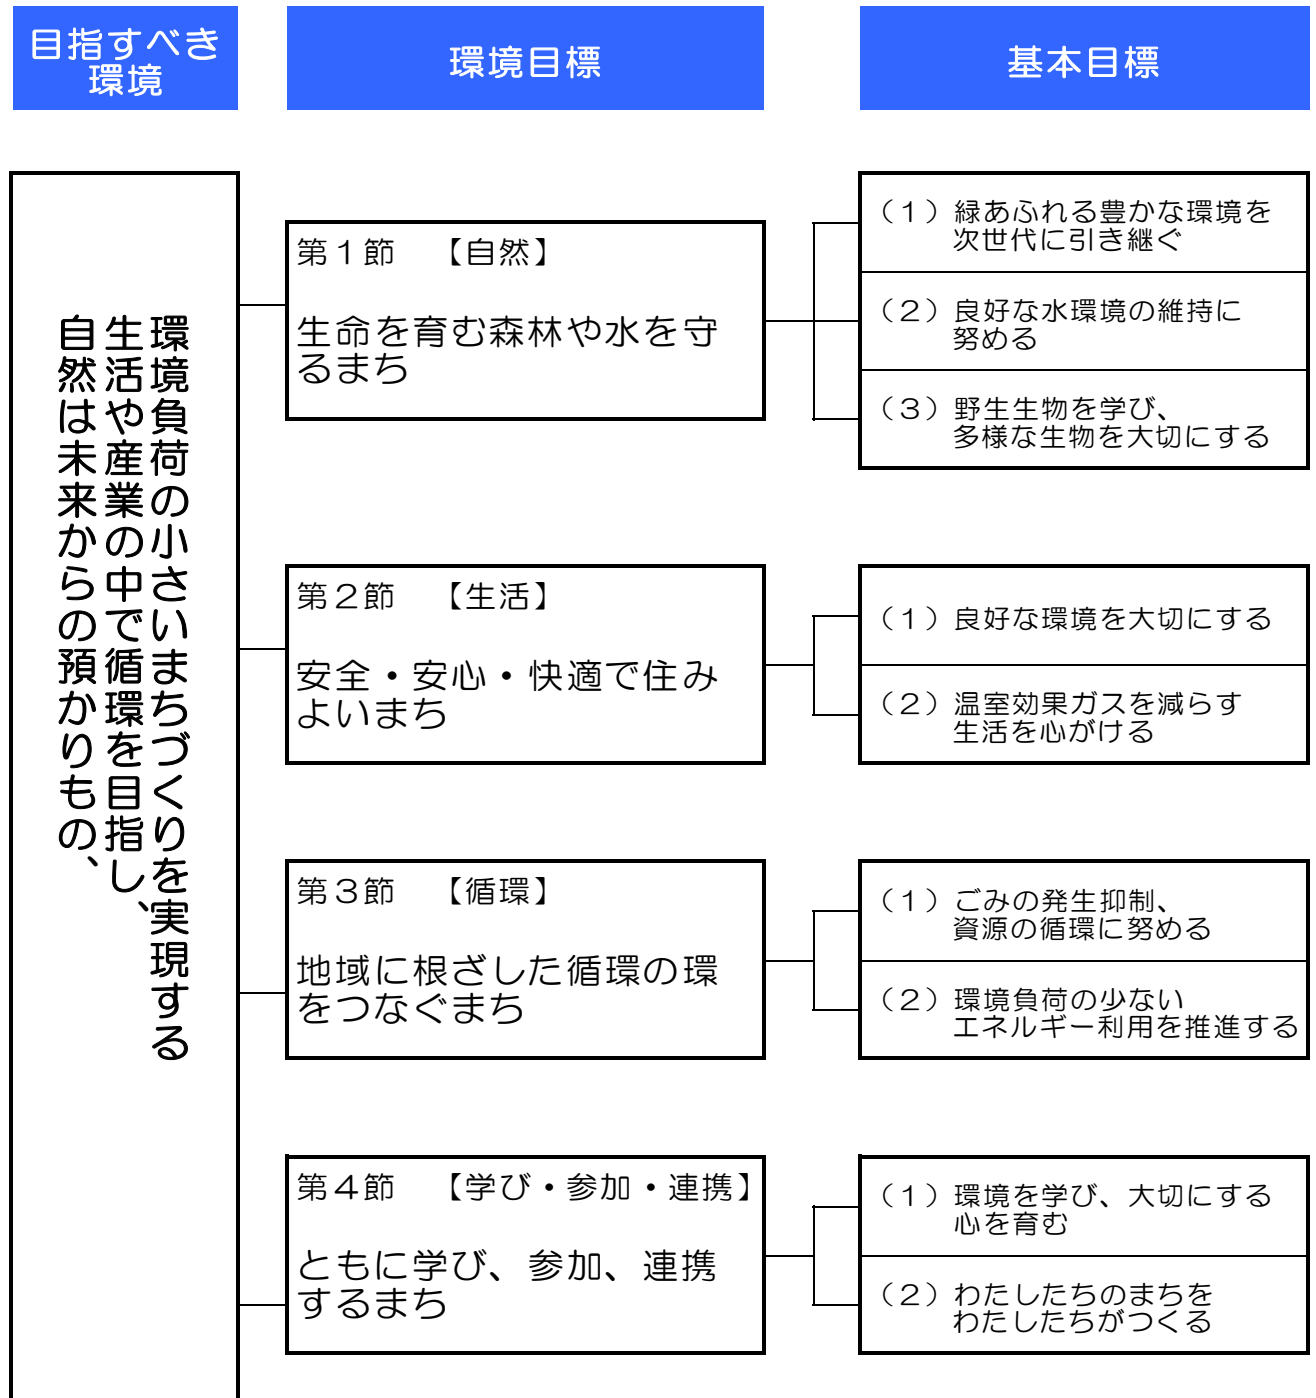 目指すべき
環境
環境目標
基本目標
環境負荷の小さいまちづくりを実現する
生活や産業の中で循環を目指し、
自然は未来からの預かりもの、
第１節　【自然】
生命を育む森林や水を守
るまち
（１）緑あふれる豊かな環境を
次世代に引き継ぐ
（２）良好な水環境の維持に
努める
（３）野生生物を学び、
多様な生物を大切にする
第２節　【生活】
安全・安心・快適で住み
よいまち
（１）良好な環境を大切にする
（２）温室効果ガスを減らす
生活を心がける
第３節　【循環】
地域に根ざした循環の環
をつなぐまち
（１）ごみの発生抑制、
資源の循環に努める
（２）環境負荷の少ない
エネルギー利用を推進する
第４節　【学び・参加・連携】
ともに学び、参加、連携
するまち
（１）環境を学び、大切にする
心を育む
（２）わたしたちのまちを
わたしたちがつくる